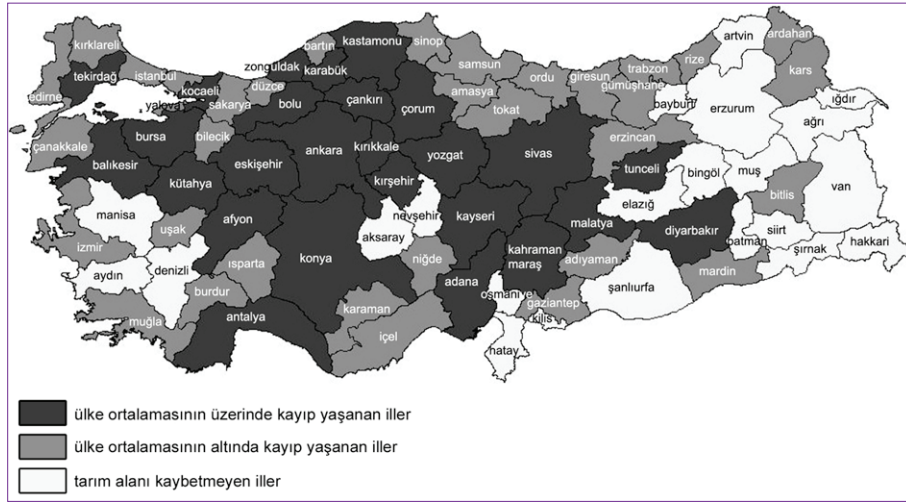 kırklareli
tekirdağ
edirne
istanbul
yalova
kocaeli
sakarya
düzce
zonguldak
bartın
karabük
kastamonu
sinop
samsun
ordu
giresun
trabzon
rize
artvin
ardahan
kars
bolu
çankırı
çorum
amasya
tokat
gümüşhane
bayburt
erzurum
ığdır
ağrı
çanakkale
bursa
bilecik
balıkesir
kütahya
eskişehir
ankara
kırıkkale
yozgat
sivas
erzincan
tunceli
bingöl
muş
van
kırşehir
manisa
uşak
afyon
izmir
aydın
denizli
ısparta
burdur
konya
aksaray
nevşehir
niğde
kayseri
malatya
elazığ
diyarbakır
bitlis
batman
siirt
şırnak
hakkari
mardin
kahraman
maraş
adıyaman
adana
osmaniye
gaziantep
kilis
şanlıurfa
hatay
muğla
antalya
karaman
içel
ülke ortalamasının üzerinde kayıp yaşanan iller
ülke ortalamasının altında kayıp yaşanan iller
tarım alanı kaybetmeyen iller